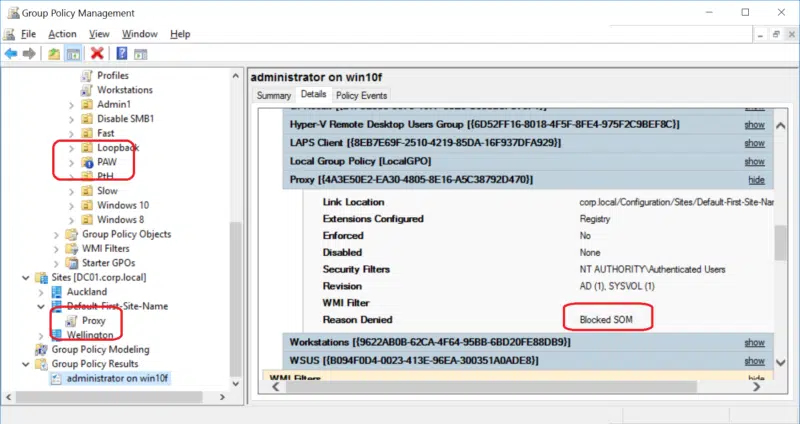 Group Policy Management
File Action View Window Help
Profiles
Workstations
Admin1
Disable SMB1
Fast
Loopback
PAW
PtH
Slow
Windows 10
Windows 8
Group Policy Objects
WMI Filters
Starter GPOs
Sites [DC01.corp.local]
Auckland
Default-First-Site-Name
Proxy
Wellington
Group Policy Modeling
Group Policy Results
administrator on win10f
administrator on win10f
Summary Details Policy Events
Hyper-V Remote Desktop Users Group [{6D52FF16-8018-4F5F-8FE4-975F2C9BEF8C}] show
LAPS Client [{8EB7E69F-2510-4219-85DA-16F937DFA929}] show
Local Group Policy [LocalGPO] show
Proxy [{4A3E50E2-EA30-4805-8E16-A5C38792D470}] hide
Link Location corp.local/Configuration/Sites/Default-First-Site-Na
Extensions Configured Registry
Enforced No
Disabled None
Security Filters NT AUTHORITY\Authenticated Users
Revision AD (1), SYSVOL (1)
WMI Filter
Reason Denied Blocked SOM
Workstations [{9622AB0B-62CA-4F64-95BB-6BD20FE88DB9}] show
WSUS [{B094F0D4-0023-413E-96EA-300351A0ADE8}] show
WMI Filters hide